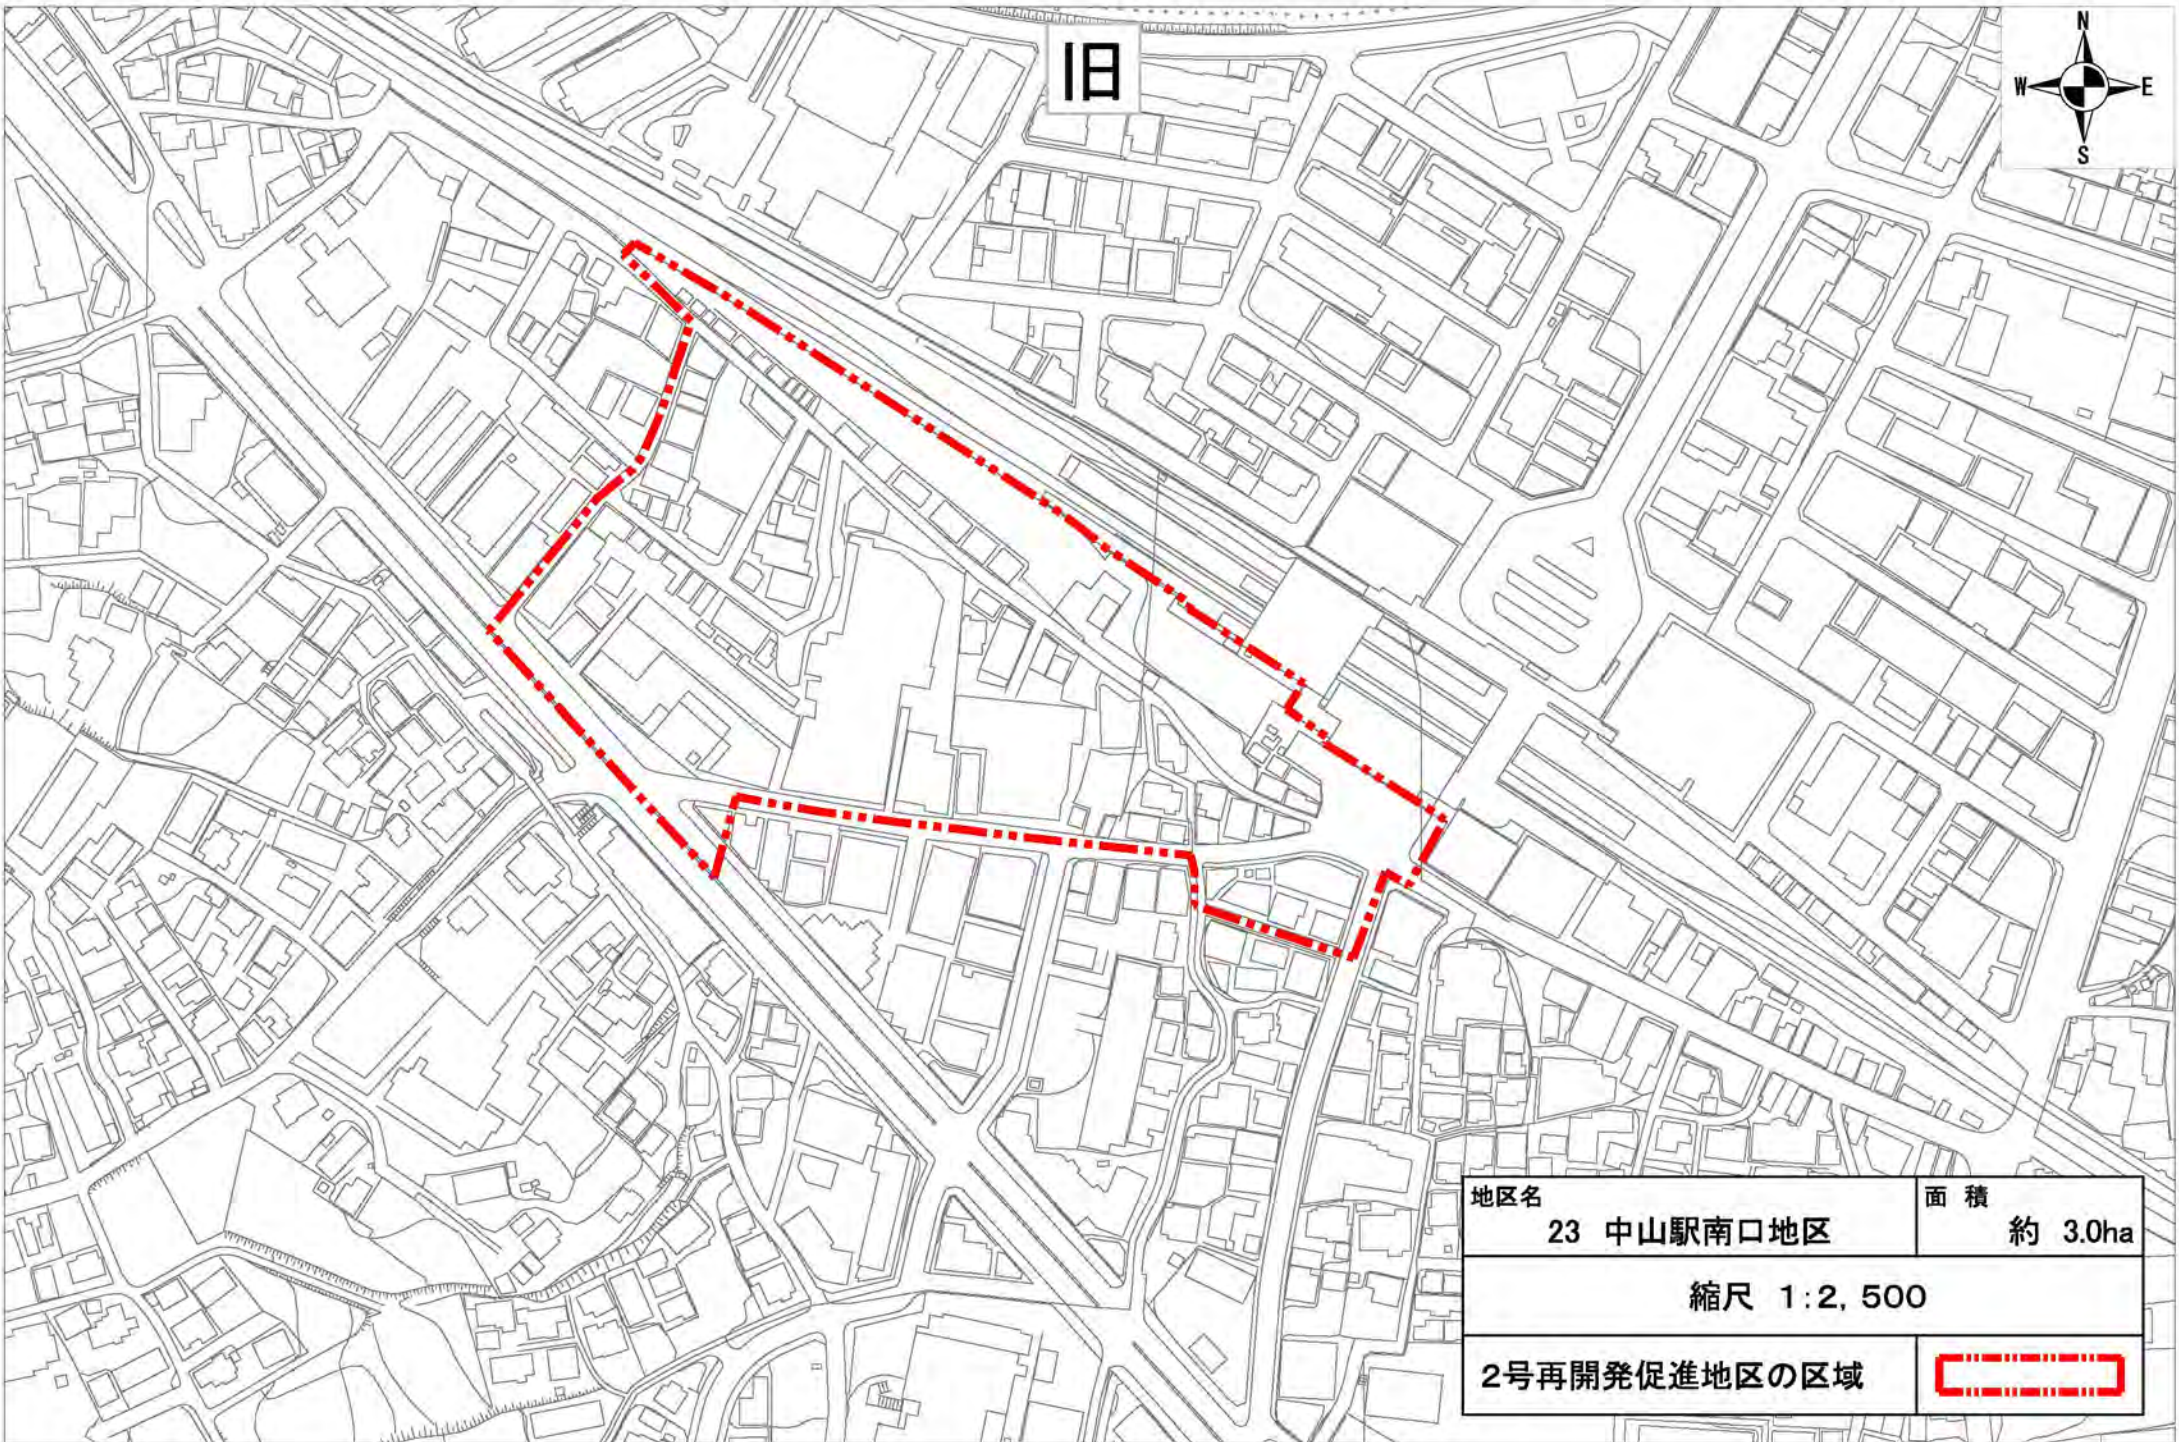 旧
N
W E
S
地区名
23 中山駅南口地区
面 積
約 3.0ha
縮尺 1:2,500
2号再開発促進地区の区域